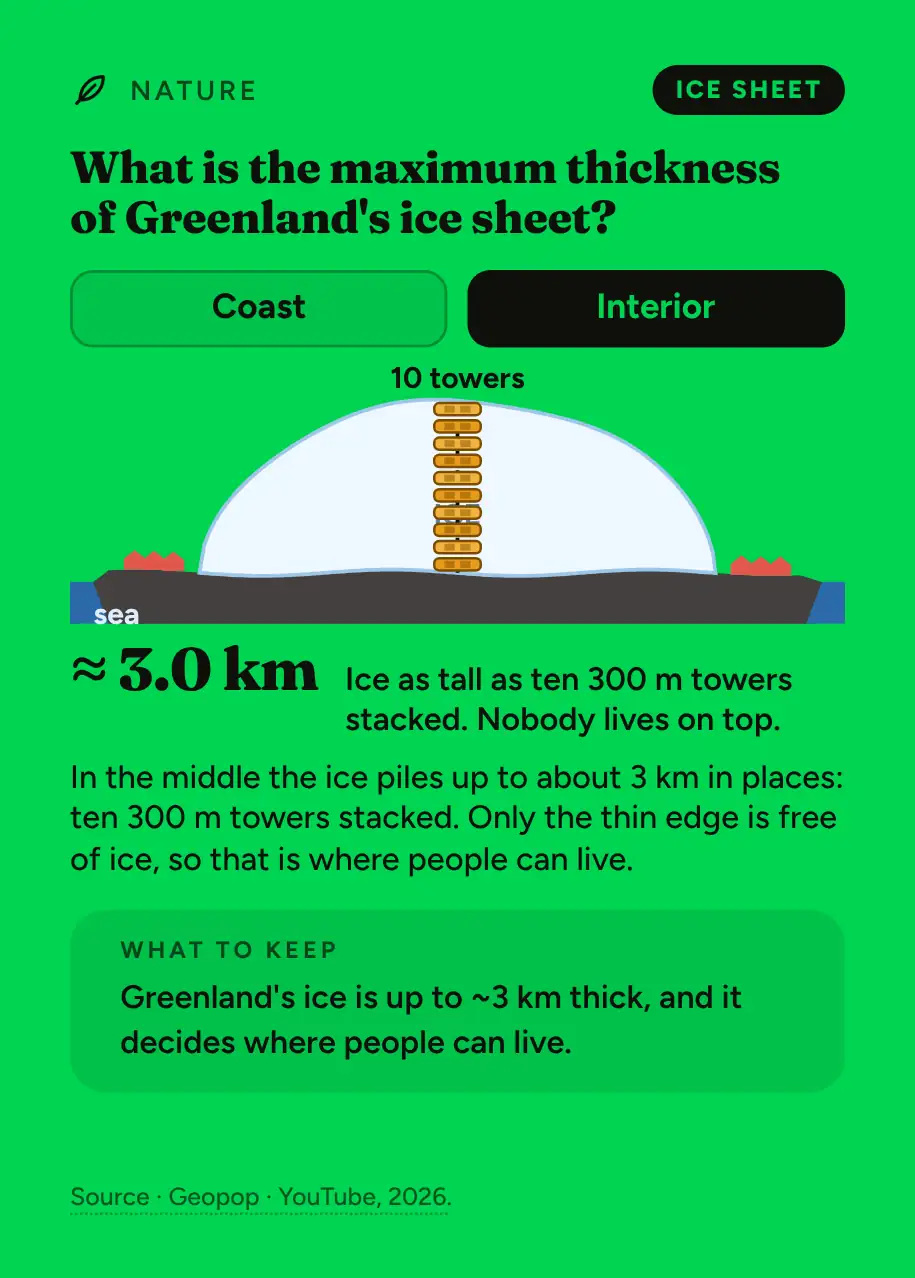 NATURE
ICE SHEET
What is the maximum thickness
of Greenland's ice sheet?
Coast
Interior
10 towers
sea
≈ 3.0 km
Ice as tall as ten 300 m towers
stacked. Nobody lives on top.
In the middle the ice piles up to about 3 km in places:
ten 300 m towers stacked. Only the thin edge is free
of ice, so that is where people can live.
WHAT TO KEEP
Greenland's ice is up to ~3 km thick, and it
decides where people can live.
Source · Geopop · YouTube, 2026.